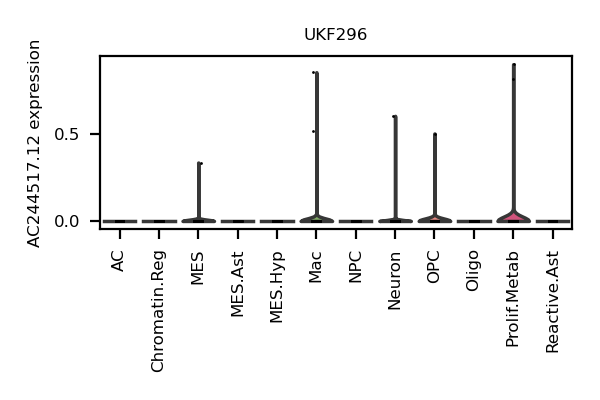 UKF296
AC244517.12 expression
0.5
0.0
AC
Chromatin.Reg
MES
MES.Ast
MES.Hyp
Mac
NPC
Neuron
OPC
Oligo
Prolif.Metab
Reactive.Ast